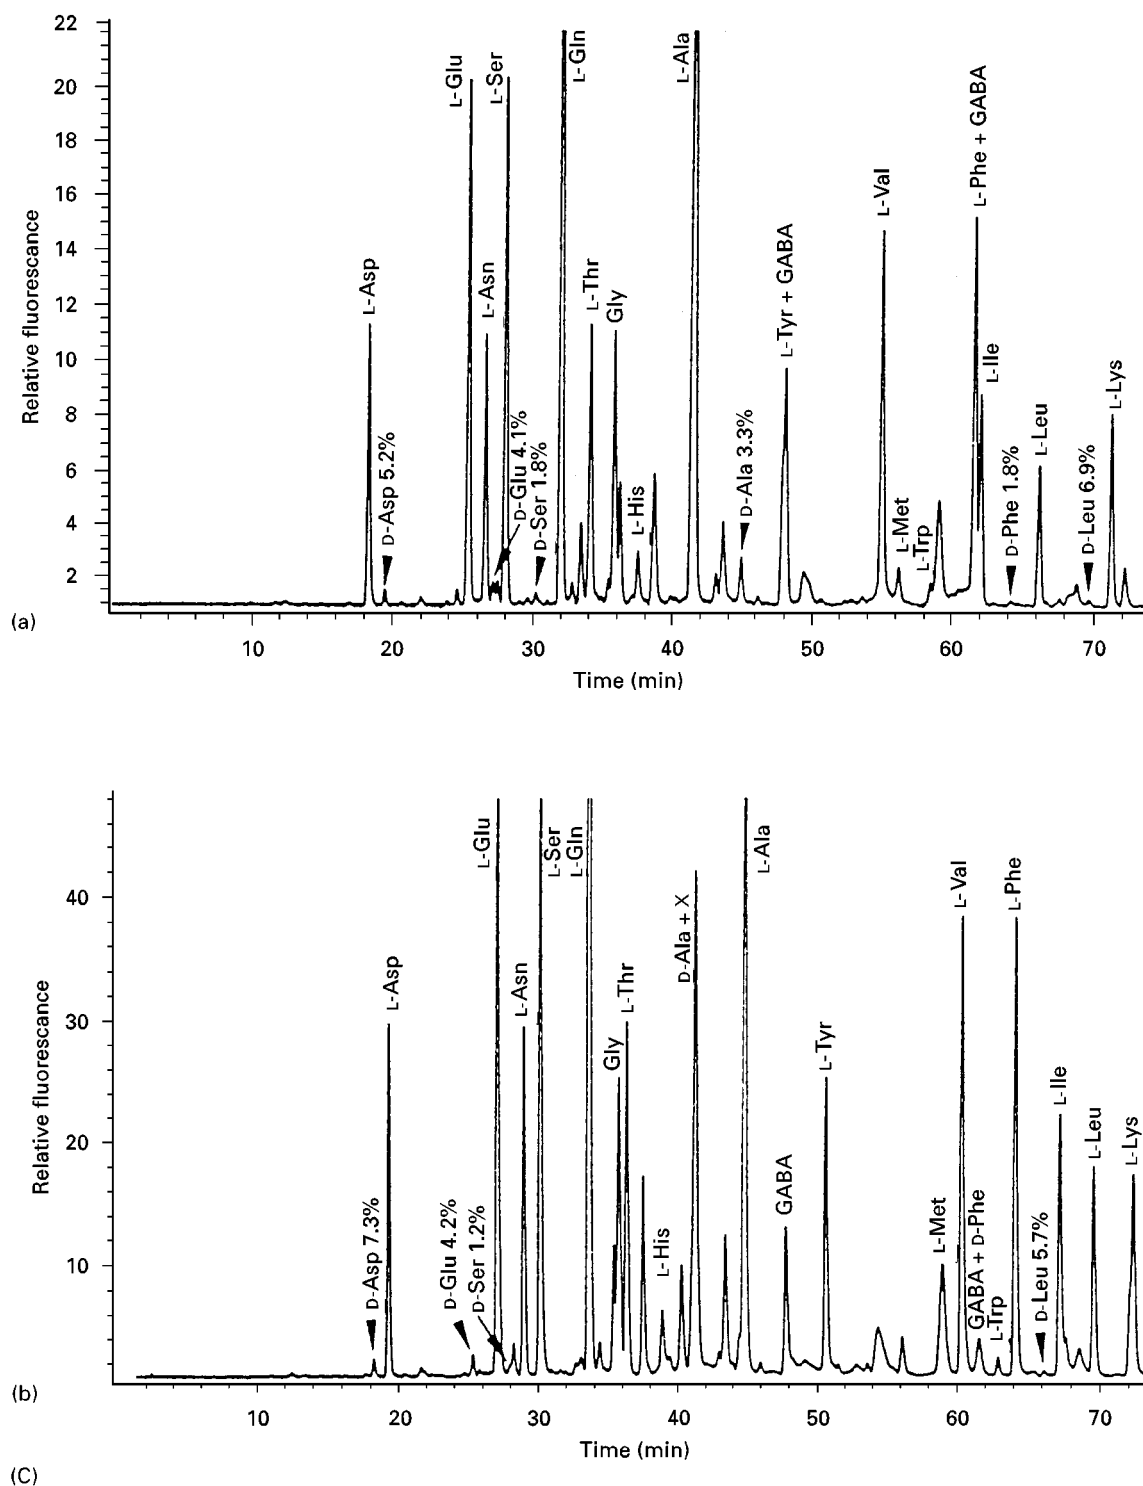 22
20
18
16
14
12
10
8
6
4
2
Relative fluorescance
L-Asp
D-Asp 5.2%
L-Glu
L-Asn
L-Ser
D-Glu 4.1%
D-Ser 1.8%
L-Gln
L-Thr
Gly
L-His
L-Ala
D-Ala 3.3%
L-Tyr + GABA
L-Val
L-Met
L-Trp
L-Phe + GABA
L-Ile
D-Phe 1.8%
L-Leu
D-Leu 6.9%
L-Lys
(a)
10 20 30 40 50 60 70
Time (min)
40
30
20
10
Relative fluorescance
D-Asp 7.3%
L-Asp
D-Glu 4.2%
D-Ser 1.2%
L-Glu
L-Asn
L-Ser
L-Gln
Gly
L-Thr
L-His
D-Ala + X
L-Ala
GABA
L-Tyr
L-Met
L-Val
GABA + D-Phe
L-Trp
L-Phe
D-Leu 5.7%
L-Ile
L-Leu
L-Lys
(b)
10 20 30 40 50 60 70
Time (min)
(C)